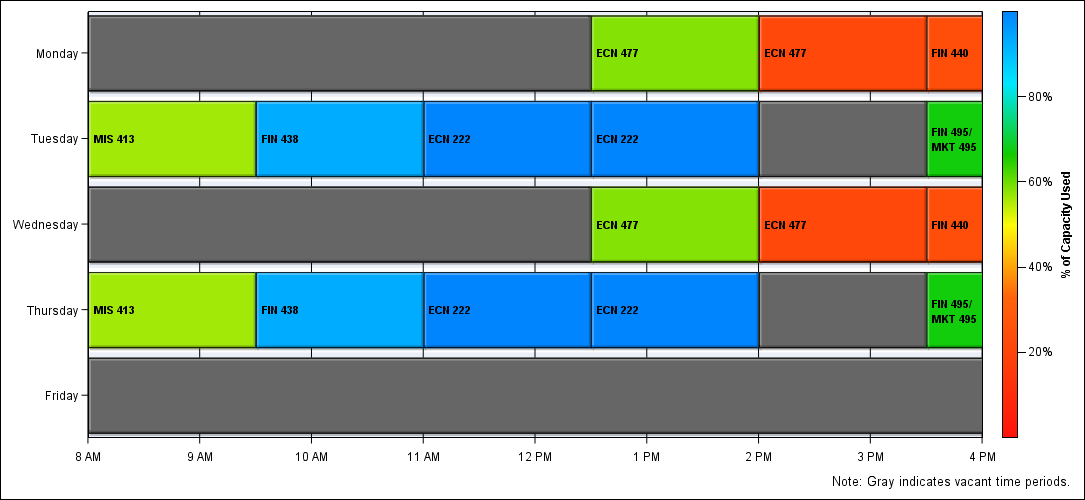 Monday
ECN 477
ECN 477
FIN 440
Tuesday
MIS 413
FIN 438
ECN 222
ECN 222
FIN 495/
MKT 495
Wednesday
ECN 477
ECN 477
FIN 440
Thursday
MIS 413
FIN 438
ECN 222
ECN 222
FIN 495/
MKT 495
Friday
8 AM
9 AM
10 AM
11 AM
12 PM
1 PM
2 PM
3 PM
4 PM
80%
60%
40%
20%
% of Capacity Used
Note: Gray indicates vacant time periods.